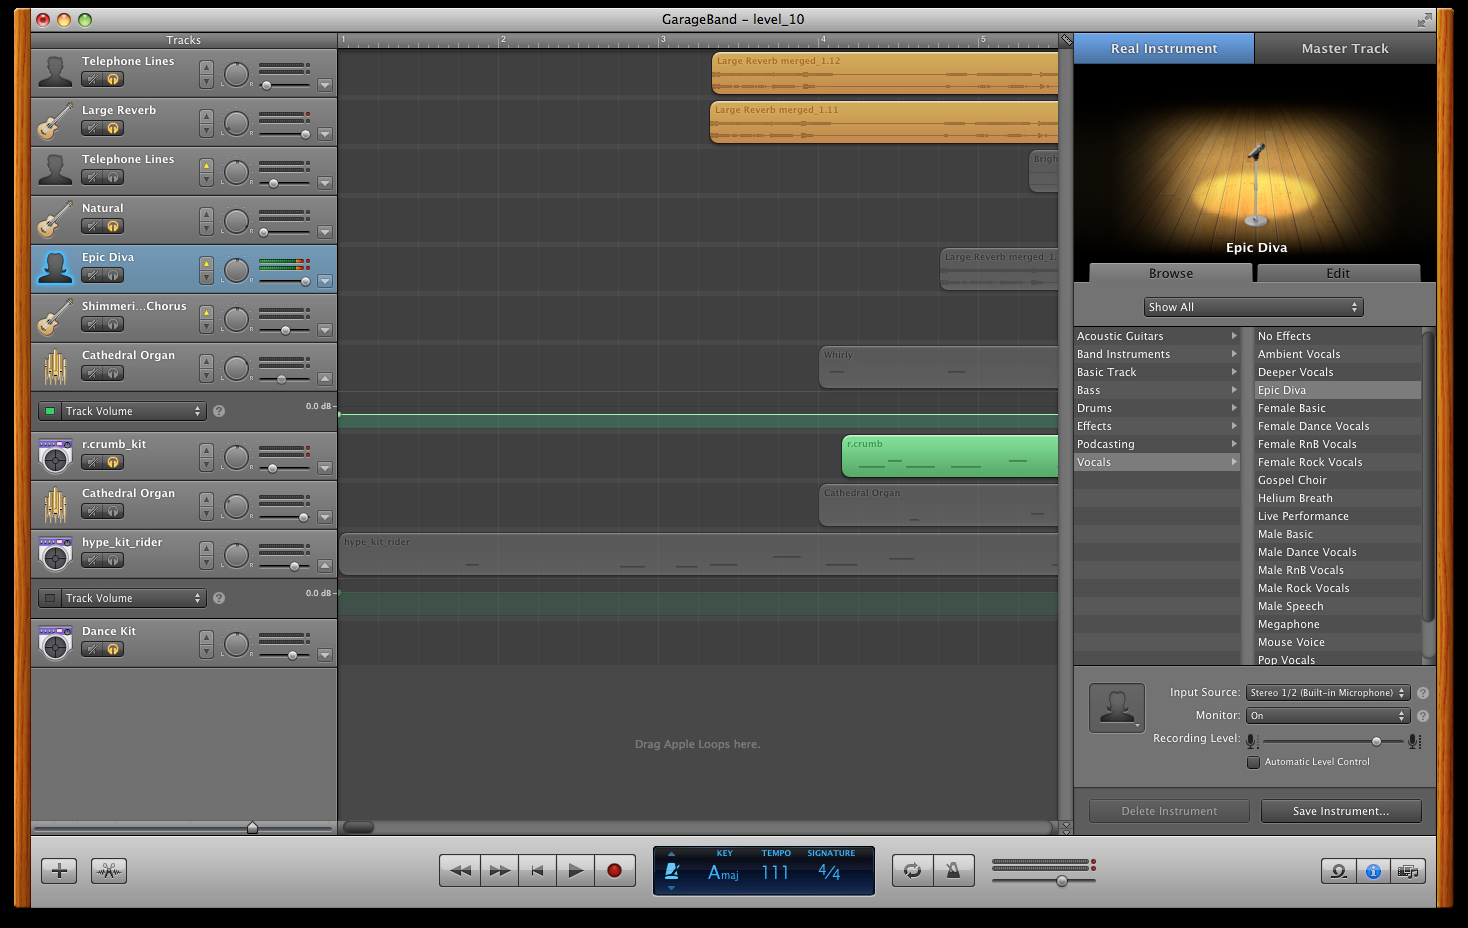 GarageBand - level_10
Tracks
1 2 3 4 5
Telephone Lines
L R
Large Reverb merged_1.12
Large Reverb
L R
Large Reverb merged_1.11
Telephone Lines
L R
Brigh
Natural
L R
Epic Diva
L R
Large Reverb merged_1.
Shimmeri...Chorus
L R
Cathedral Organ
L R
Whirly
Track Volume ?
0.0 dB
r.crumb_kit
L R
r.crumb
Cathedral Organ
L R
Cathedral Organ
hype_kit_rider
L R
hype_kit_rider
Track Volume ?
0.0 dB
Dance Kit
L R
Drag Apple Loops here.
Real Instrument
Master Track
Epic Diva
Browse
Edit
Show All
Acoustic Guitars
Band Instruments
Basic Track
Bass
Drums
Effects
Podcasting
Vocals
No Effects
Ambient Vocals
Deeper Vocals
Epic Diva
Female Basic
Female Dance Vocals
Female RnB Vocals
Female Rock Vocals
Gospel Choir
Helium Breath
Live Performance
Male Basic
Male Dance Vocals
Male RnB Vocals
Male Rock Vocals
Male Speech
Megaphone
Mouse Voice
Pop Vocals
Input Source: Stereo 1/2 (Built-in Microphone) ?
Monitor: On ?
Recording Level:
Automatic Level Control
Delete Instrument
Save Instrument...
KEY TEMPO SIGNATURE
Amaj 111 4/4